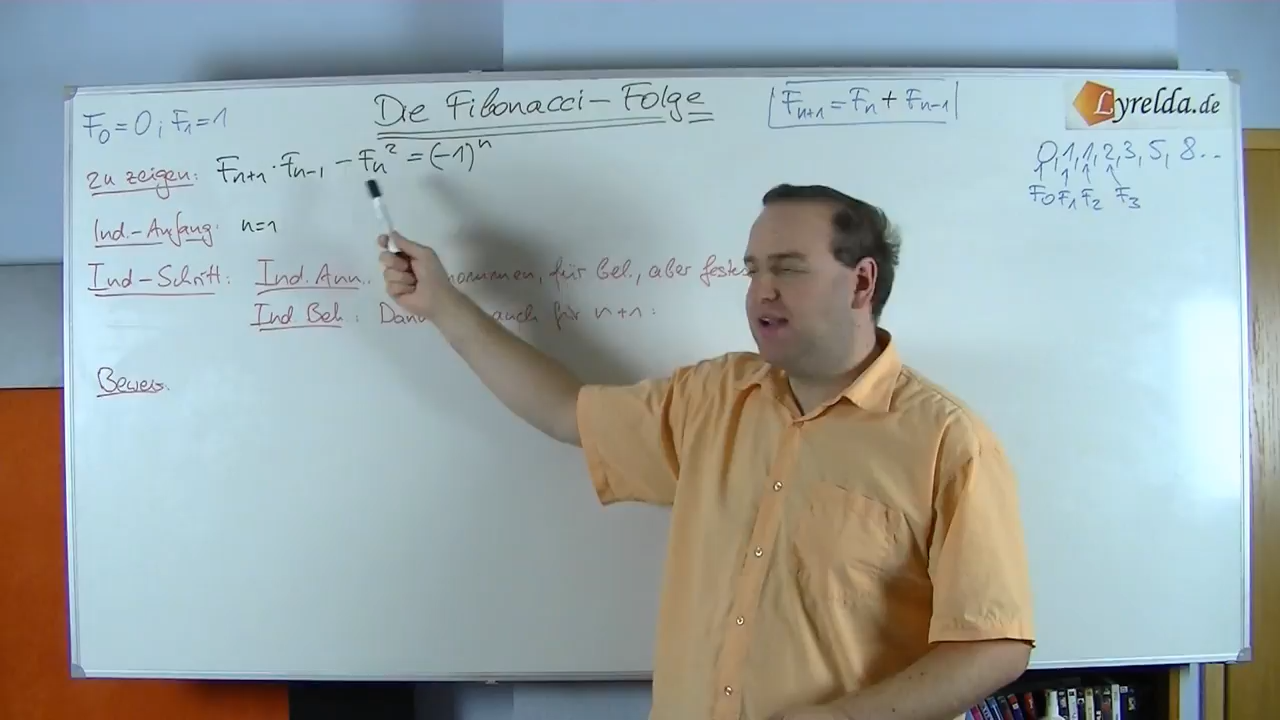 Die Fibonacci-Folge
F₀ = 0 ; F₁ = 1
Fₙ₊₁ = Fₙ + Fₙ₋₁
Lyrelda.de
0, 1, 1, 2, 3, 5, 8 ...
F₀ F₁ F₂ F₃
Zu zeigen: Fₙ₊₁ · Fₙ₋₁ − Fₙ² = (−1)ⁿ
Ind.-Anfang: n=1
Ind-Schritt: Ind. Ann.: nommen, für bel., aber festes
Ind Beh: Dann auch für n+1:
Beweis: